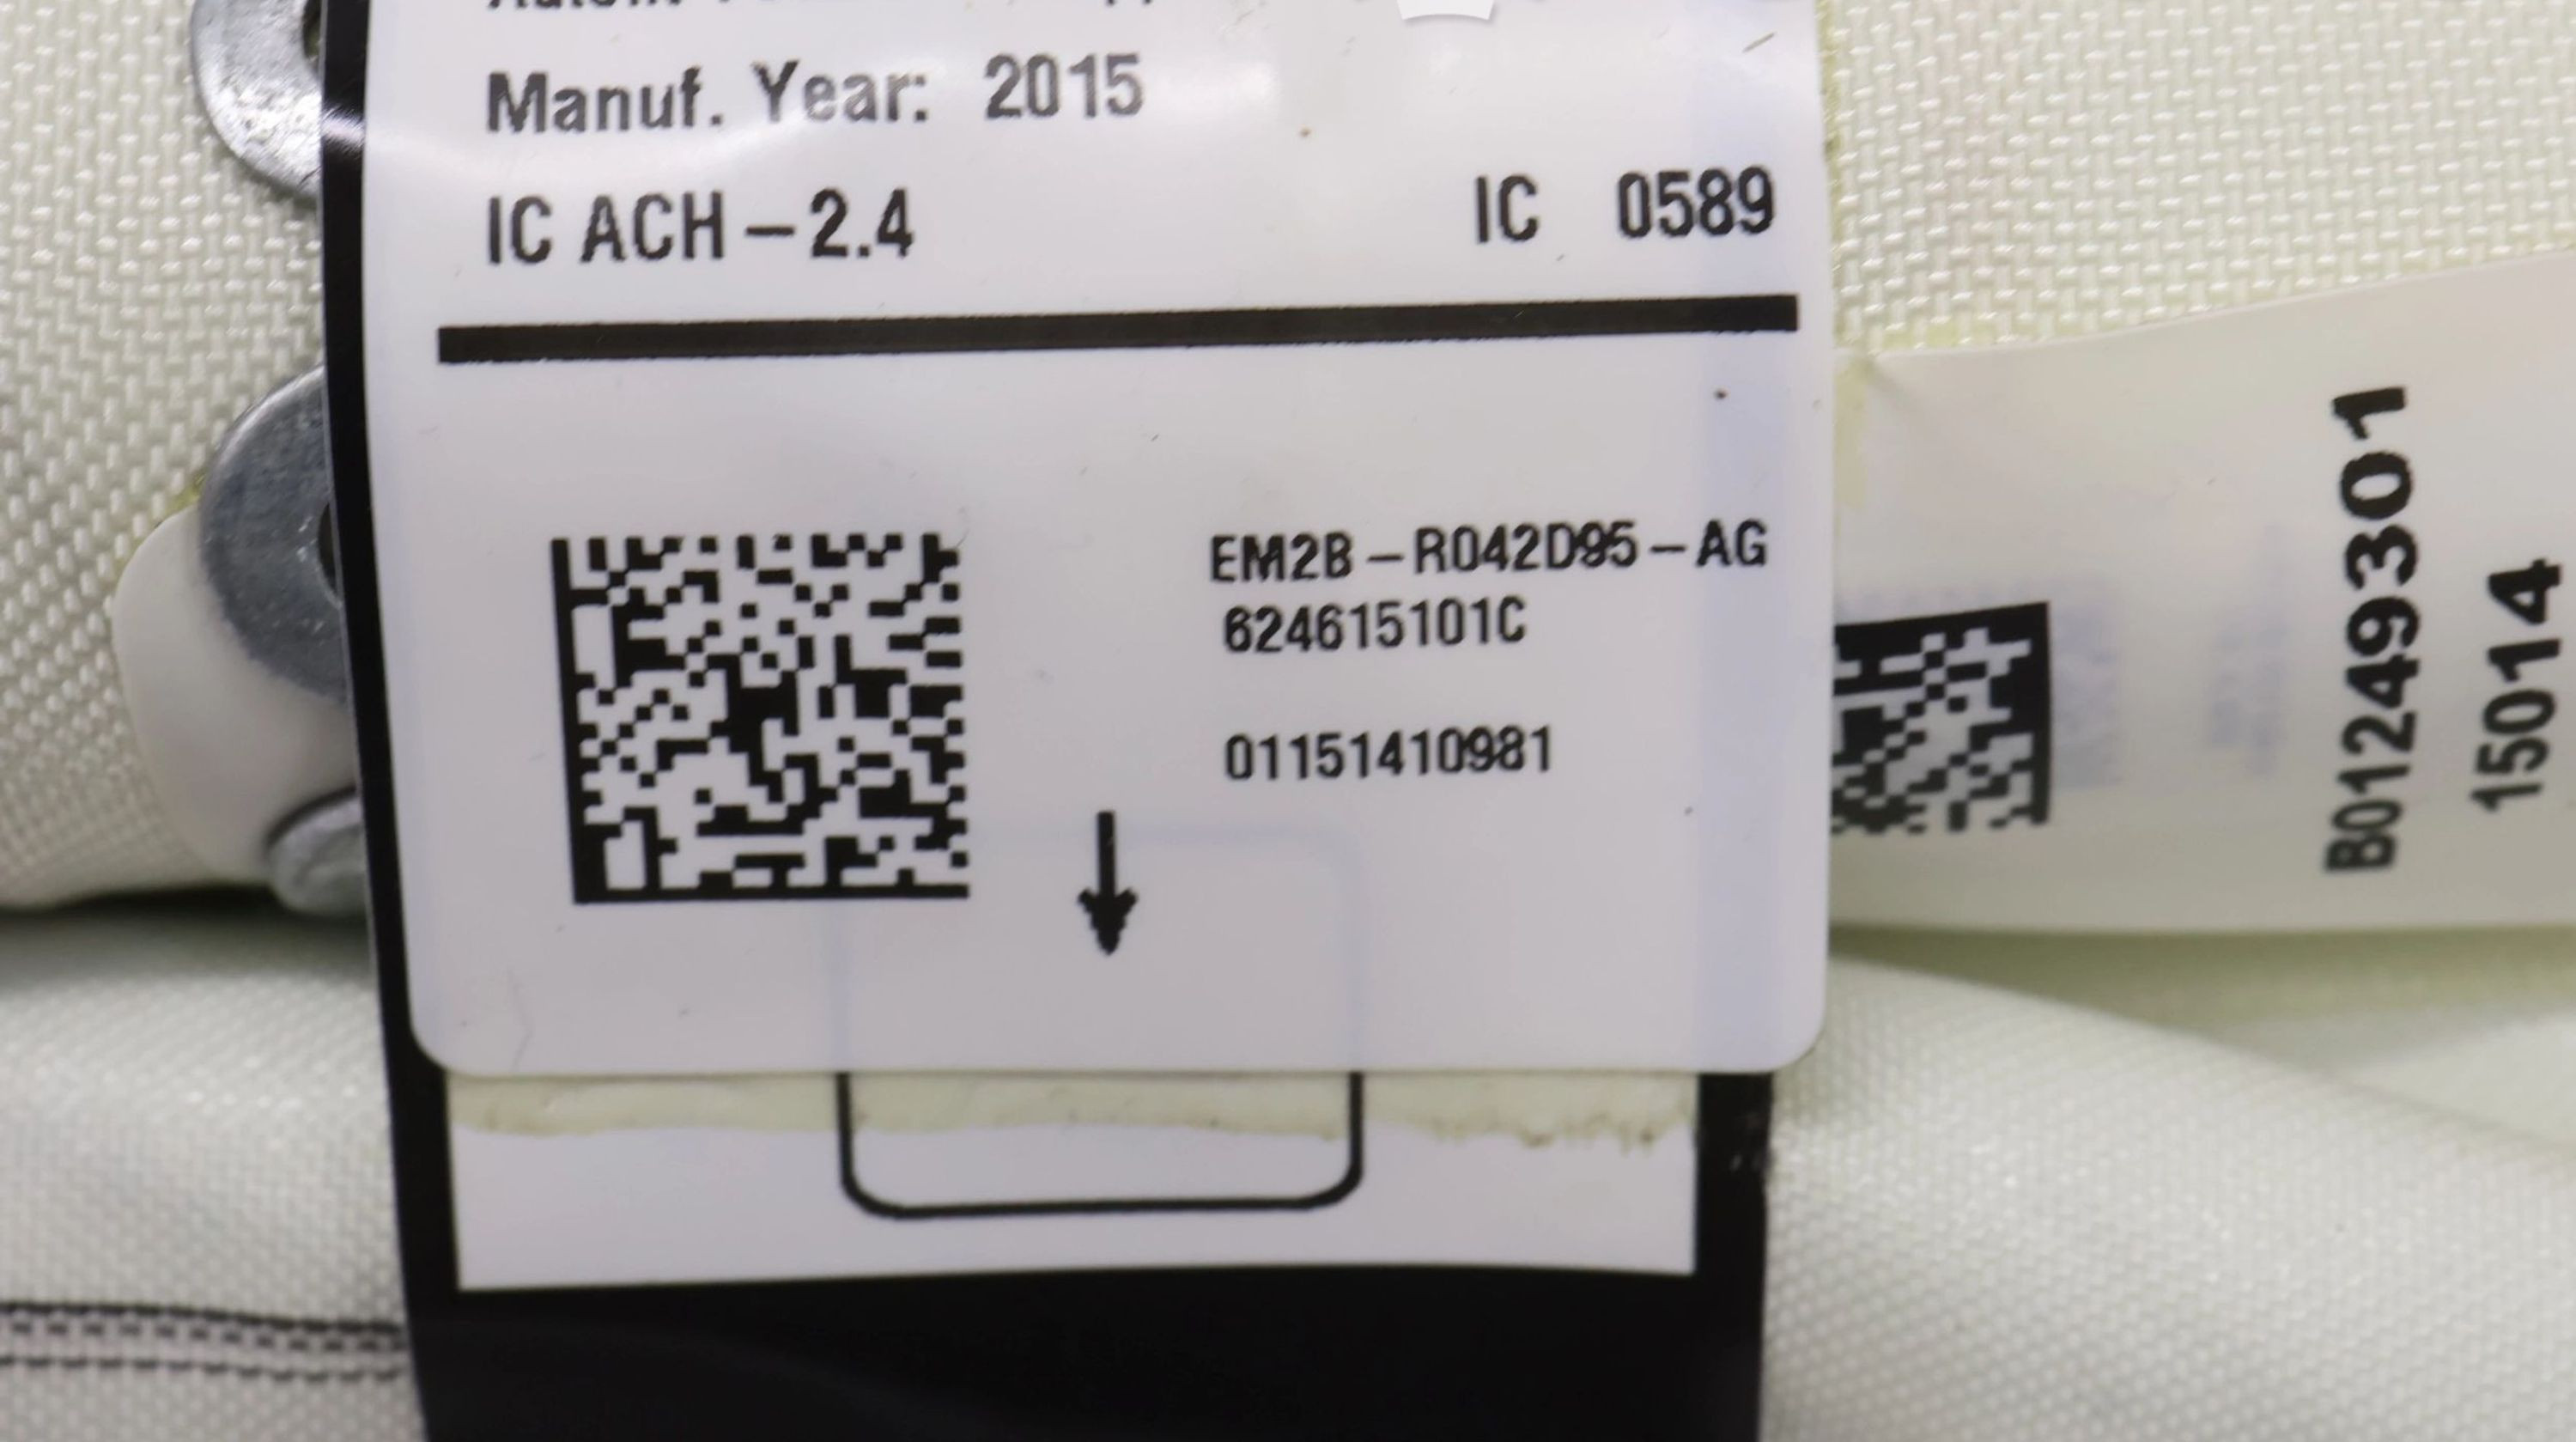 Manuf. Year: 2015
IC ACH-2.4 IC 0589
EM2B-R042D95-AG
624615101C
01151410981
B01249301
15014